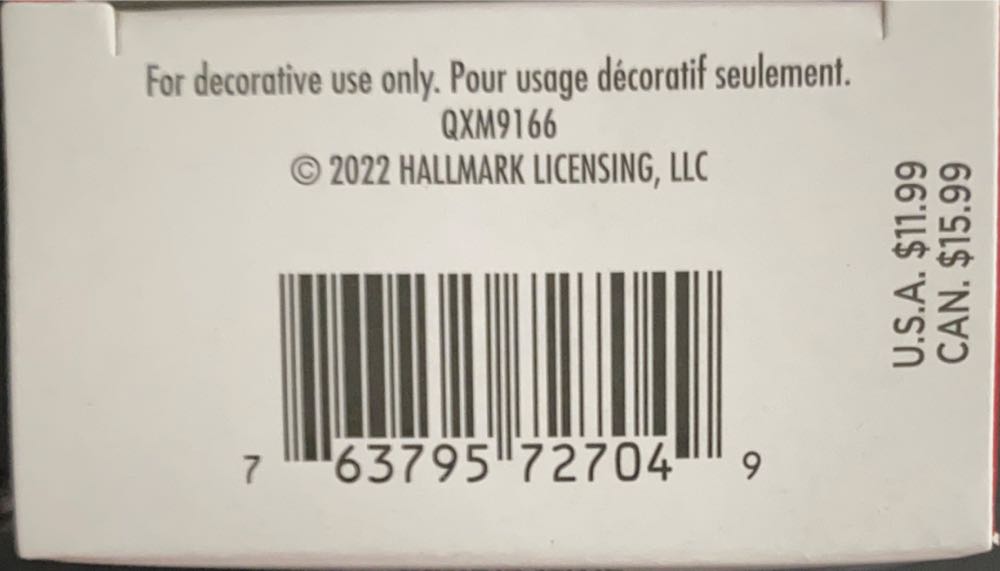 For decorative use only. Pour usage décoratif seulement.
QXM9166
© 2022 HALLMARK LICENSING, LLC
U.S.A. $11.99
CAN. $15.99
7 63795 72704 9